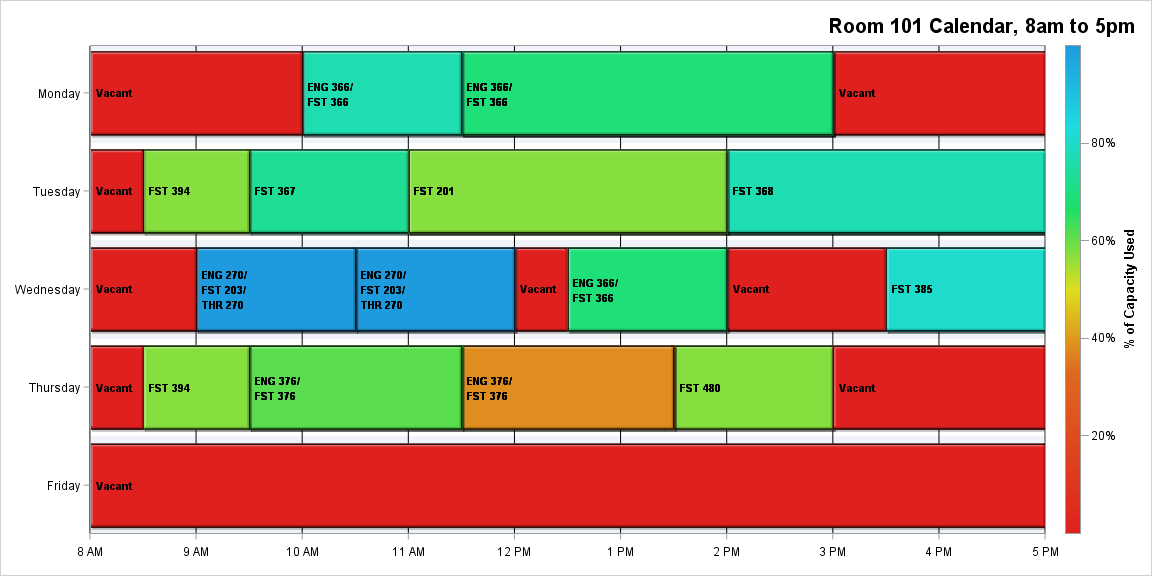 Room 101 Calendar, 8am to 5pm
Monday
Vacant
ENG 366/
FST 366
ENG 366/
FST 366
Vacant
Tuesday
Vacant
FST 394
FST 367
FST 201
FST 368
Wednesday
Vacant
ENG 270/
FST 203/
THR 270
ENG 270/
FST 203/
THR 270
Vacant
ENG 366/
FST 366
Vacant
FST 385
Thursday
Vacant
FST 394
ENG 376/
FST 376
ENG 376/
FST 376
FST 480
Vacant
Friday
Vacant
8 AM
9 AM
10 AM
11 AM
12 PM
1 PM
2 PM
3 PM
4 PM
5 PM
80%
60%
40%
20%
% of Capacity Used